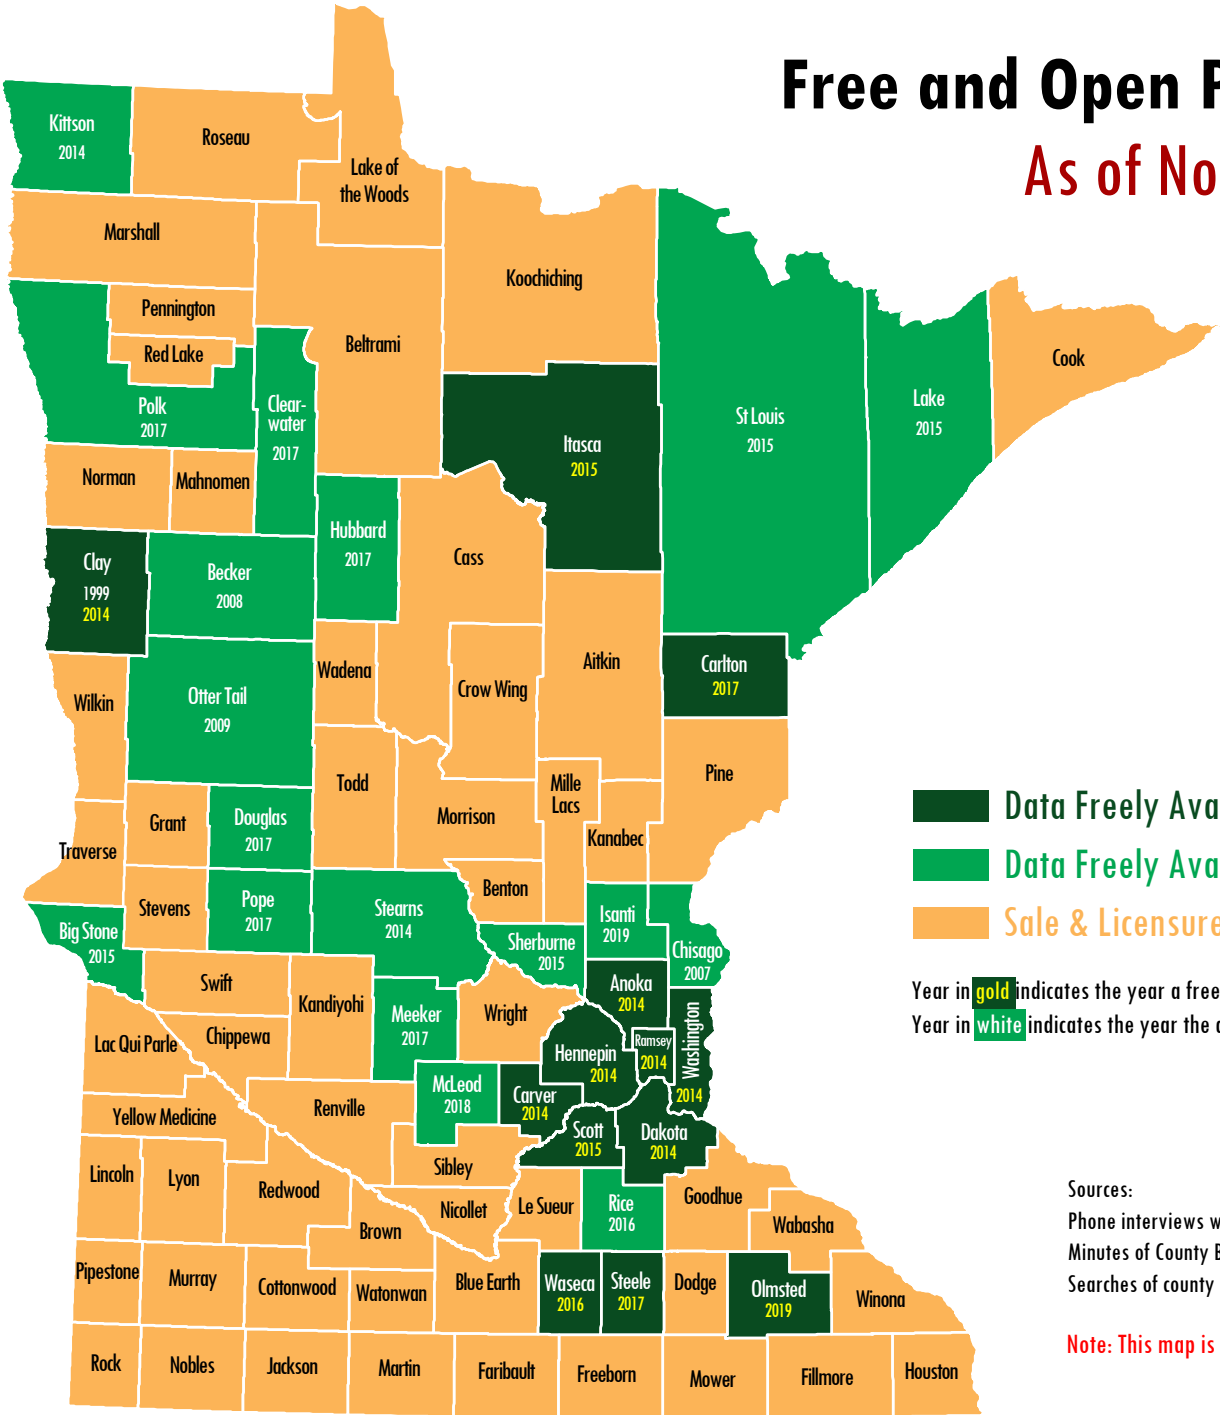 Free and Open P
As of No
Kittson
2014
Roseau
Lake of
the Woods
Marshall
Koochiching
Pennington
Beltrami
Red Lake
Cook
Polk
2017
Clear-
water
2017
St Louis
2015
Lake
2015
Itasca
2015
Norman
Mahnomen
Hubbard
2017
Cass
Clay
1999
2014
Becker
2008
Wadena
Aitkin
Carlton
2017
Crow Wing
Wilkin
Otter Tail
2009
Todd
Mille
Lacs
Pine
Grant
Douglas
2017
Morrison
Kanabec
Traverse
Benton
Stevens
Pope
2017
Stearns
2014
Isanti
2019
Big Stone
2015
Sherburne
2015
Chisago
2007
Swift
Kandiyohi
Anoka
2014
Meeker
2017
Wright
Washington
2014
Lac Qui Parle
Chippewa
Hennepin
2014
Ramsey
2014
McLeod
2018
Carver
2014
Renville
Yellow Medicine
Scott
2015
Dakota
2014
Sibley
Lincoln
Lyon
Redwood
Nicollet
Le Sueur
Rice
2016
Goodhue
Wabasha
Brown
Pipestone
Murray
Cottonwood
Watonwan
Blue Earth
Waseca
2016
Steele
2017
Dodge
Olmsted
2019
Winona
Rock
Nobles
Jackson
Martin
Faribault
Freeborn
Mower
Fillmore
Houston
Data Freely Ava
Data Freely Ava
Sale & Licensure
Year in gold indicates the year a free
Year in white indicates the year the
Sources:
Phone interviews w
Minutes of County B
Searches of county
Note: This map is